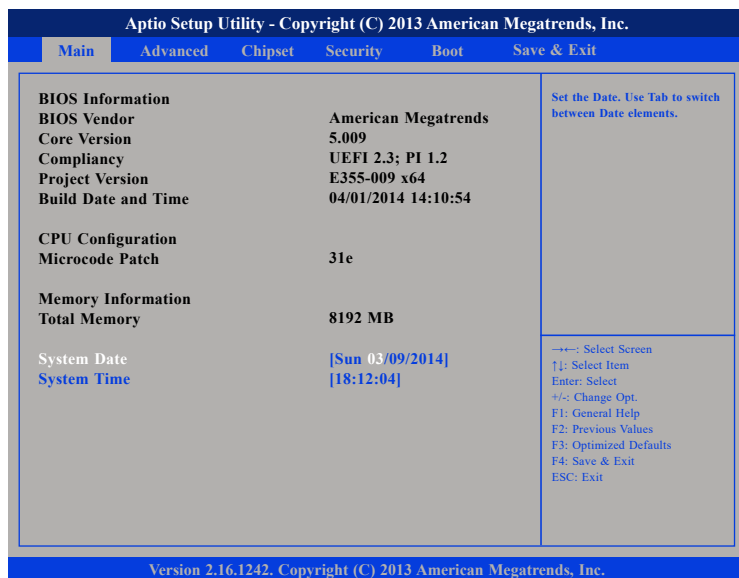 Aptio Setup Utility - Copyright (C) 2013 American Megatrends, Inc.
Main Advanced Chipset Security Boot Save & Exit
BIOS Information
BIOS Vendor American Megatrends
Core Version 5.009
Compliancy UEFI 2.3; PI 1.2
Project Version E355-009 x64
Build Date and Time 04/01/2014 14:10:54
CPU Configuration
Microcode Patch 31e
Memory Information
Total Memory 8192 MB
System Date [Sun 03/09/2014]
System Time [18:12:04]
Set the Date. Use Tab to switch
between Date elements.
→←: Select Screen
↑↓: Select Item
Enter: Select
+/-: Change Opt.
F1: General Help
F2: Previous Values
F3: Optimized Defaults
F4: Save & Exit
ESC: Exit
Version 2.16.1242. Copyright (C) 2013 American Megatrends, Inc.